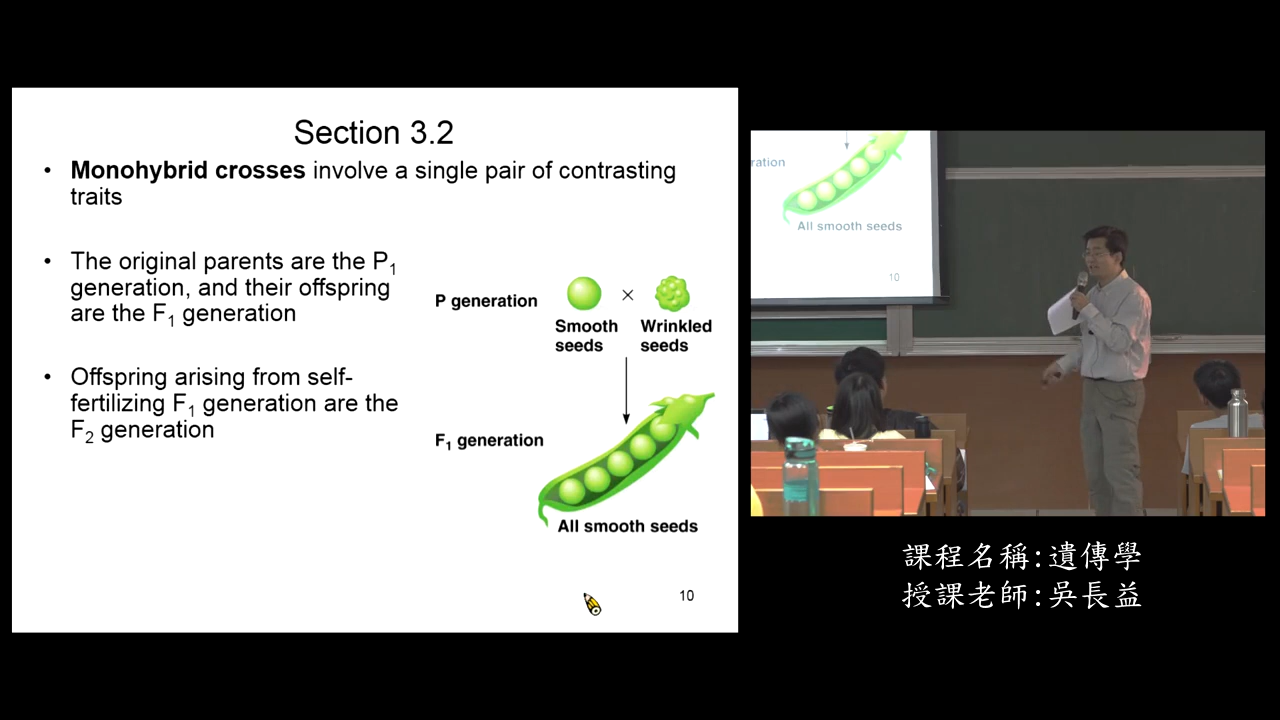 Section 3.2
• Monohybrid crosses involve a single pair of contrasting
traits
• The original parents are the P1
generation, and their offspring
are the F1 generation
• Offspring arising from self-
fertilizing F1 generation are the
F2 generation
P generation
×
Smooth
seeds
Wrinkled
seeds
F1 generation
All smooth seeds
10
ration
All smooth seeds
10
課程名稱:遺傳學
授課老師:吳長益